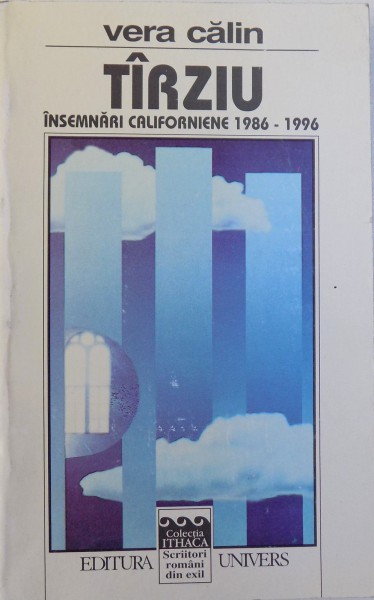 vera călin
TÎRZIU
ÎNSEMNĂRI CALIFORNIENE 1986 - 1996
Colecția
ITHACA
Scriitori
români
din exil
EDITURA UNIVERS